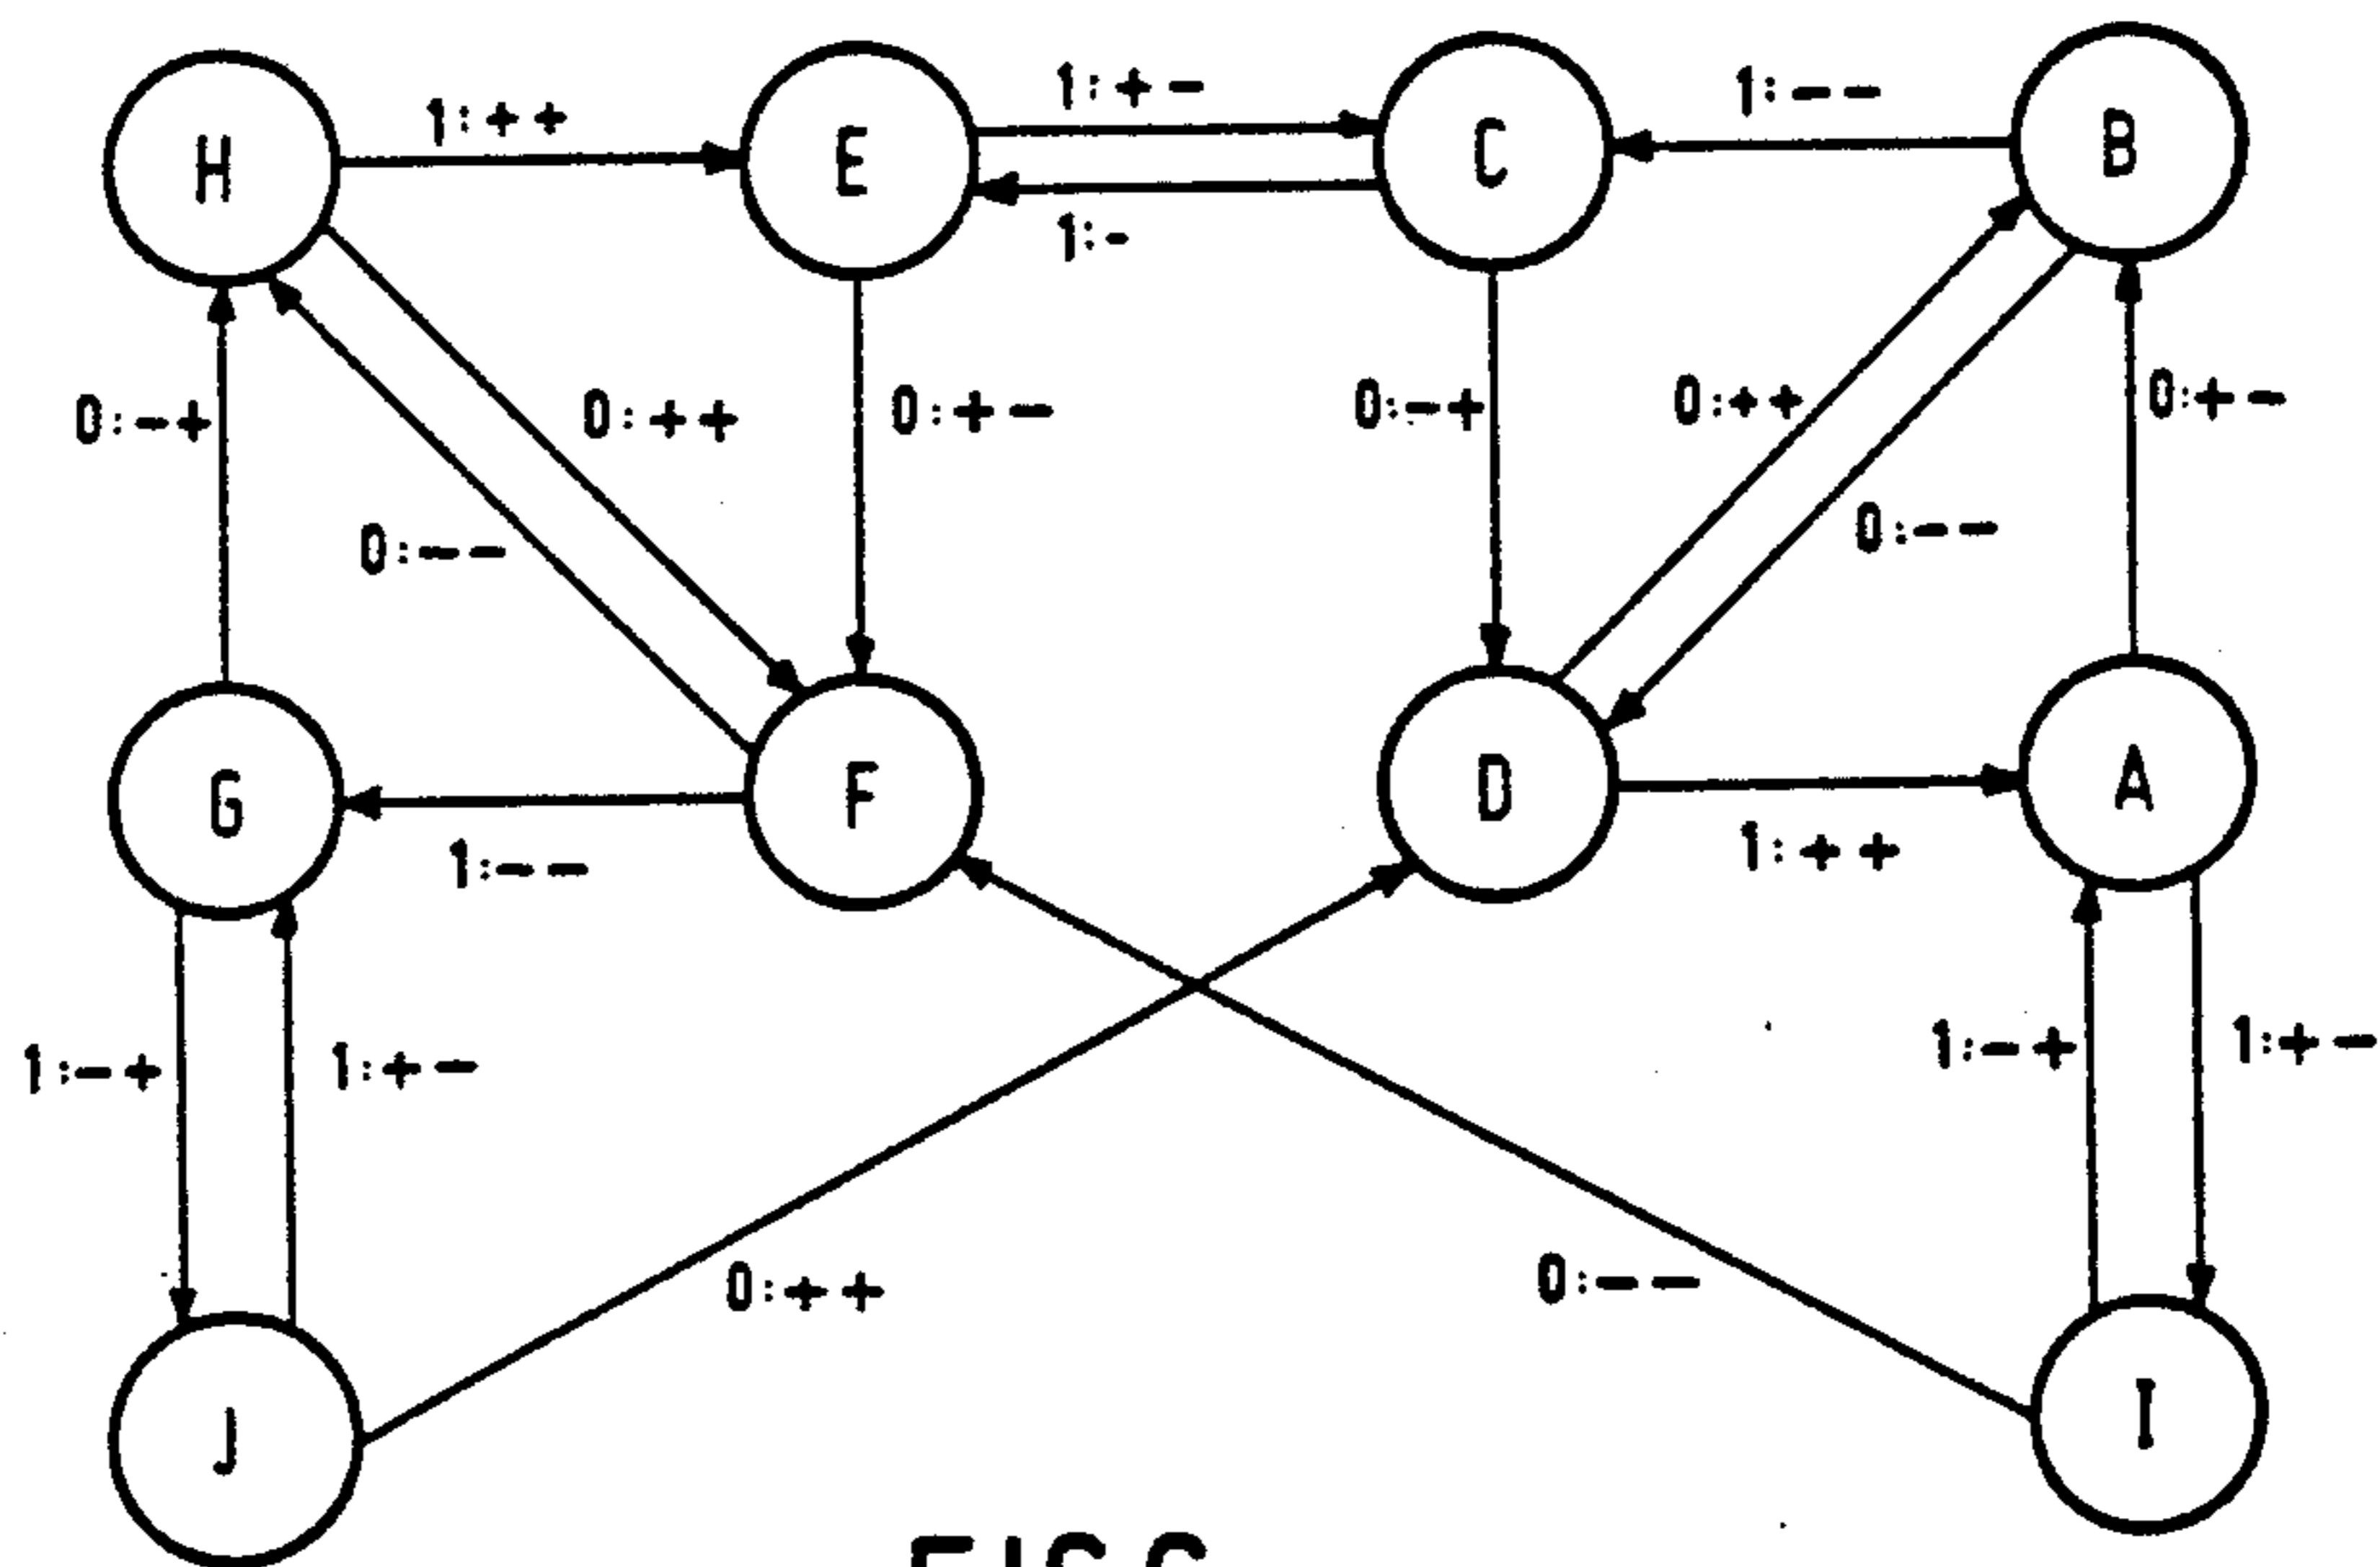 H
1:++
E
1:+-
C
1:--
B
1:-
0:-+
0:++
0:+-
0:-+
0:++
0:+-
0:--
0:--
G
F
D
A
1:--
1:++
1:-+
1:+-
1:-+
1:+-
0:++
0:--
J
I